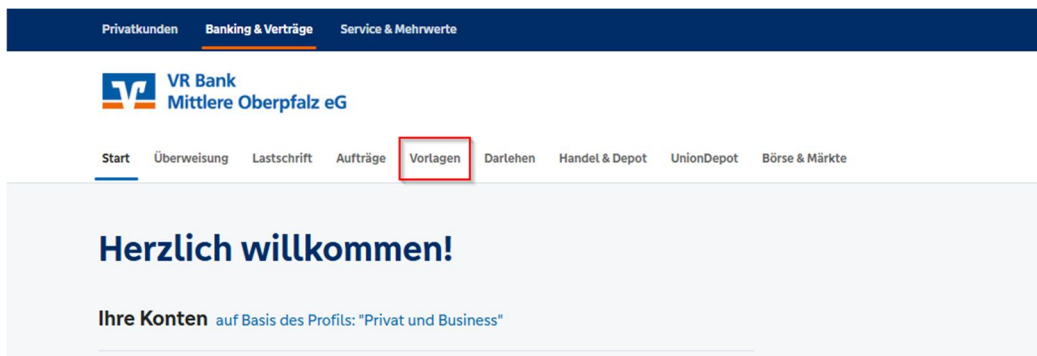 Privatkunden Banking & Verträge Service & Mehrwerte
VR Bank
Mittlere Oberpfalz eG
Start Überweisung Lastschrift Aufträge Vorlagen Darlehen Handel & Depot UnionDepot Börse & Märkte
Herzlich willkommen!
Ihre Konten auf Basis des Profils: "Privat und Business"